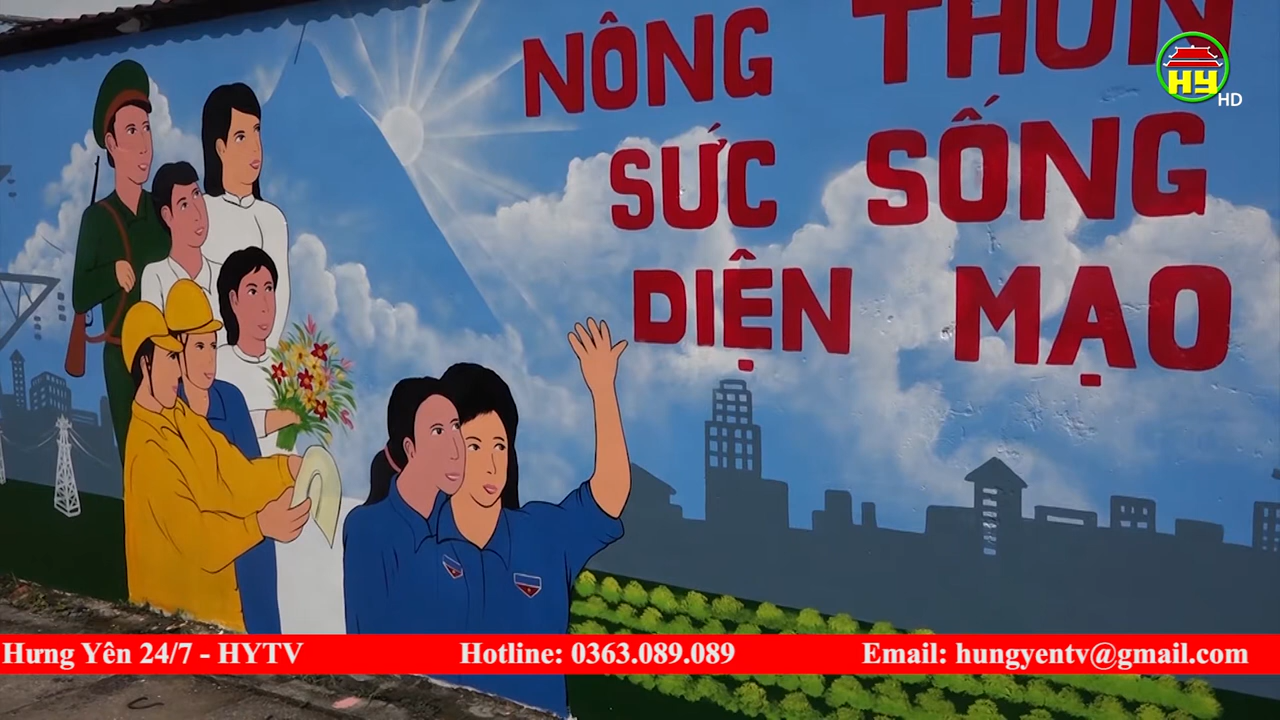 NÔNG THÔN
HY
HD
SỨC SỐNG
DIỆN MẠO
Hưng Yên 24/7 - HYTV Hotline: 0363.089.089 Email: hungyentv@gmail.com